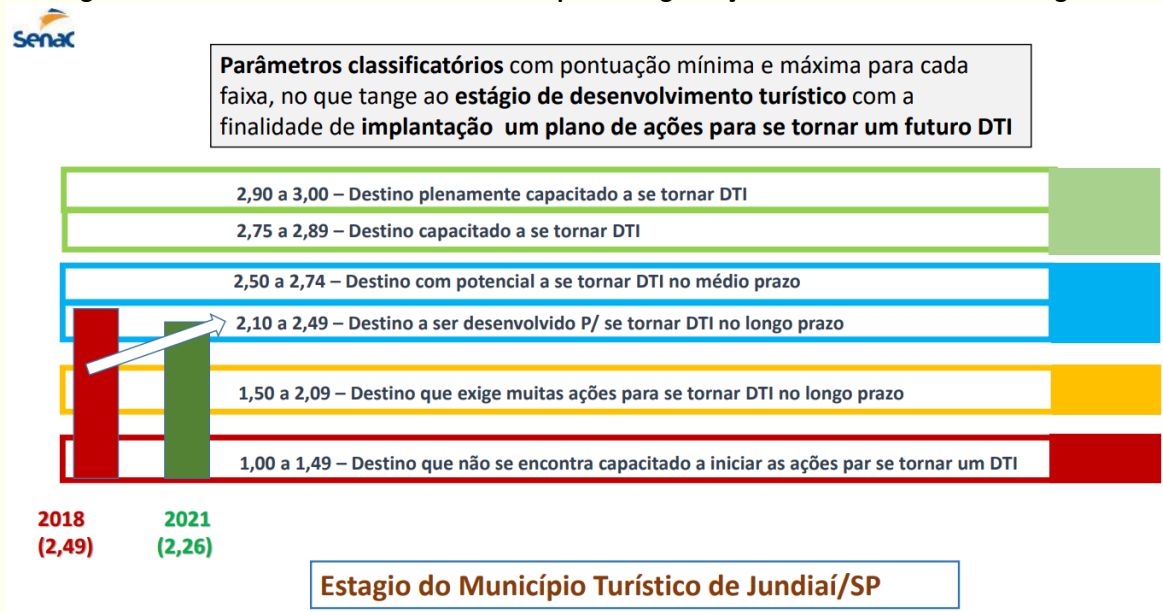 Senac
Parâmetros classificatórios com pontuação mínima e máxima para cada
faixa, no que tange ao estágio de desenvolvimento turístico com a
finalidade de implantação um plano de ações para se tornar um futuro DTI
2,90 a 3,00 – Destino plenamente capacitado a se tornar DTI
2,75 a 2,89 – Destino capacitado a se tornar DTI
2,50 a 2,74 – Destino com potencial a se tornar DTI no médio prazo
2,10 a 2,49 – Destino a ser desenvolvido P/ se tornar DTI no longo prazo
1,50 a 2,09 – Destino que exige muitas ações para se tornar DTI no longo prazo
1,00 a 1,49 – Destino que não se encontra capacitado a iniciar as ações par se tornar um DTI
2018 2021
(2,49) (2,26)
Estagio do Município Turístico de Jundiaí/SP